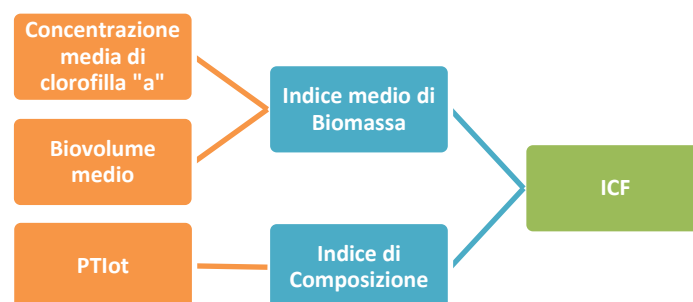 Concentrazione
media di
clorofilla "a"
Biovolume
medio
PTIot
Indice medio di
Biomassa
Indice di
Composizione
ICF